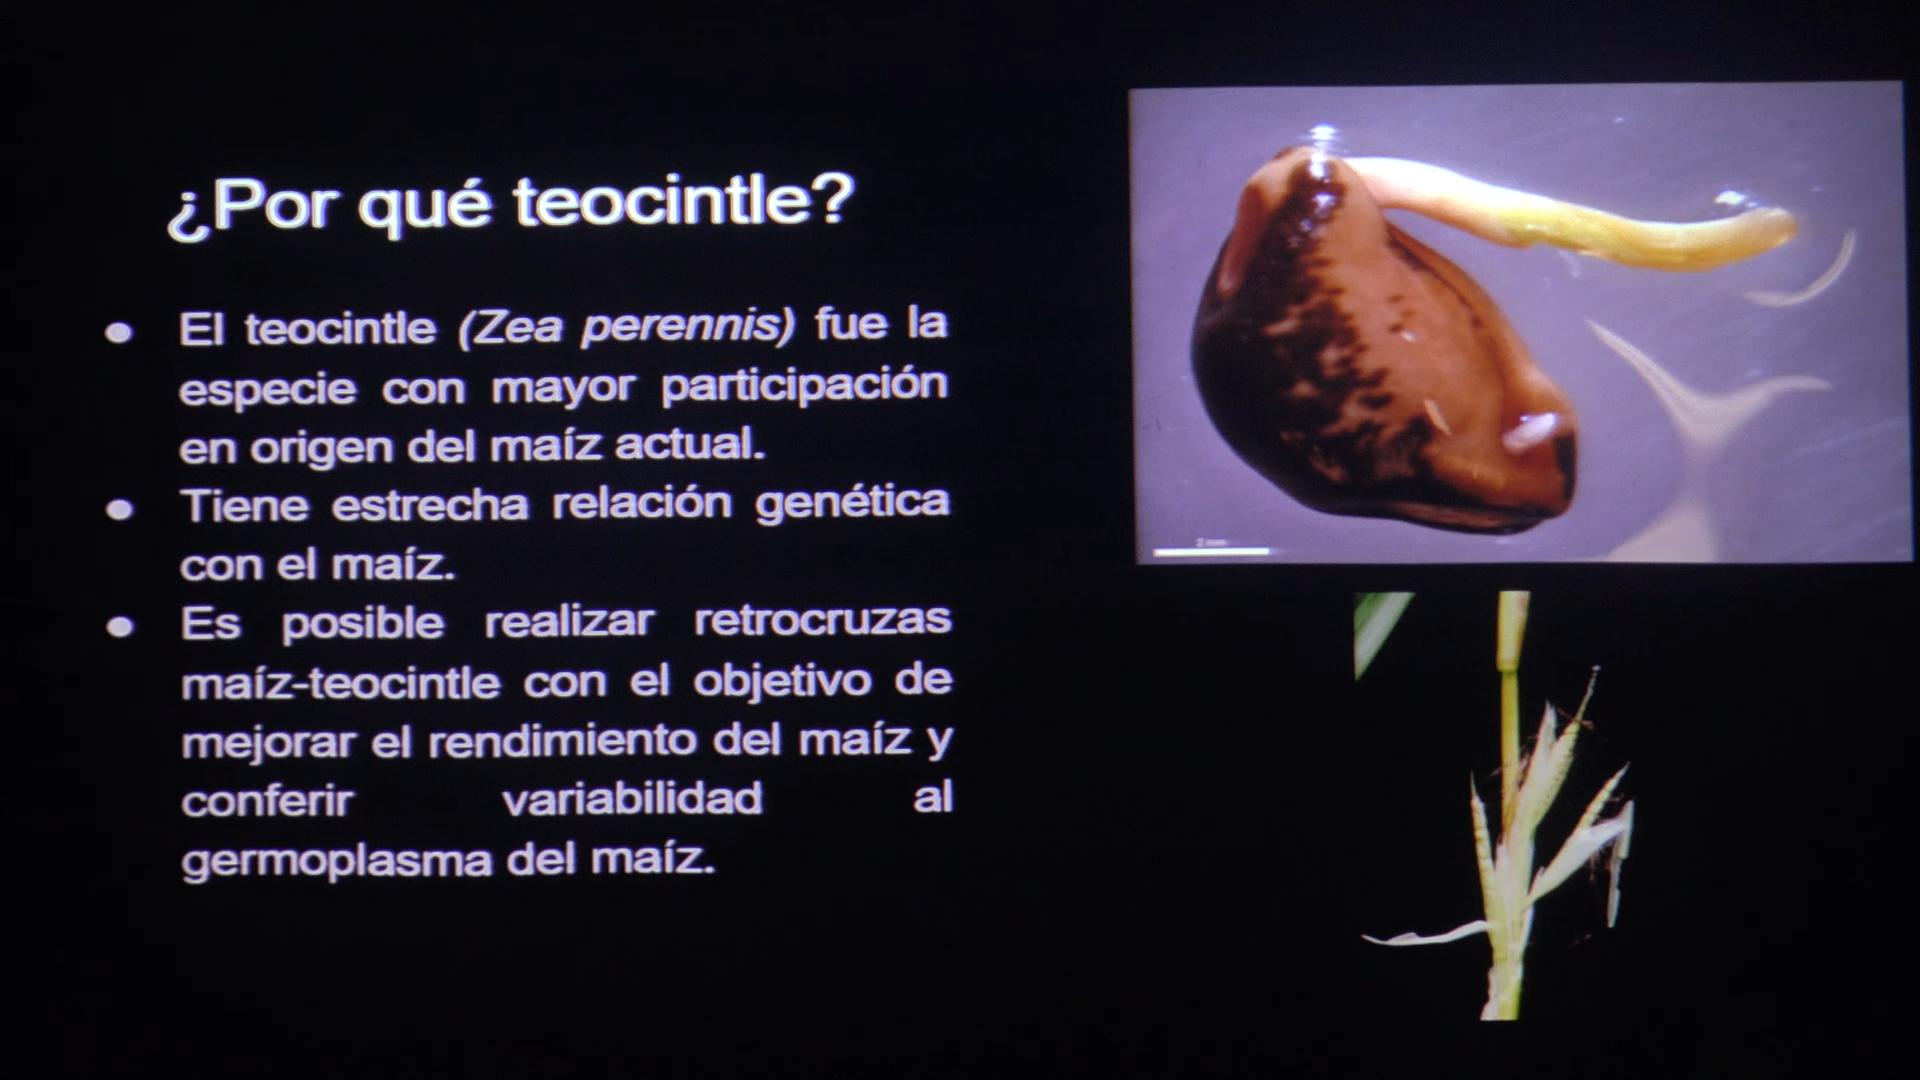 ¿Por qué teocintle?
● El teocintle (Zea perennis) fue la
especie con mayor participación
en origen del maíz actual.
● Tiene estrecha relación genética
con el maíz.
● Es posible realizar retrocruzas
maíz-teocintle con el objetivo de
mejorar el rendimiento del maíz y
conferir variabilidad al
germoplasma del maíz.